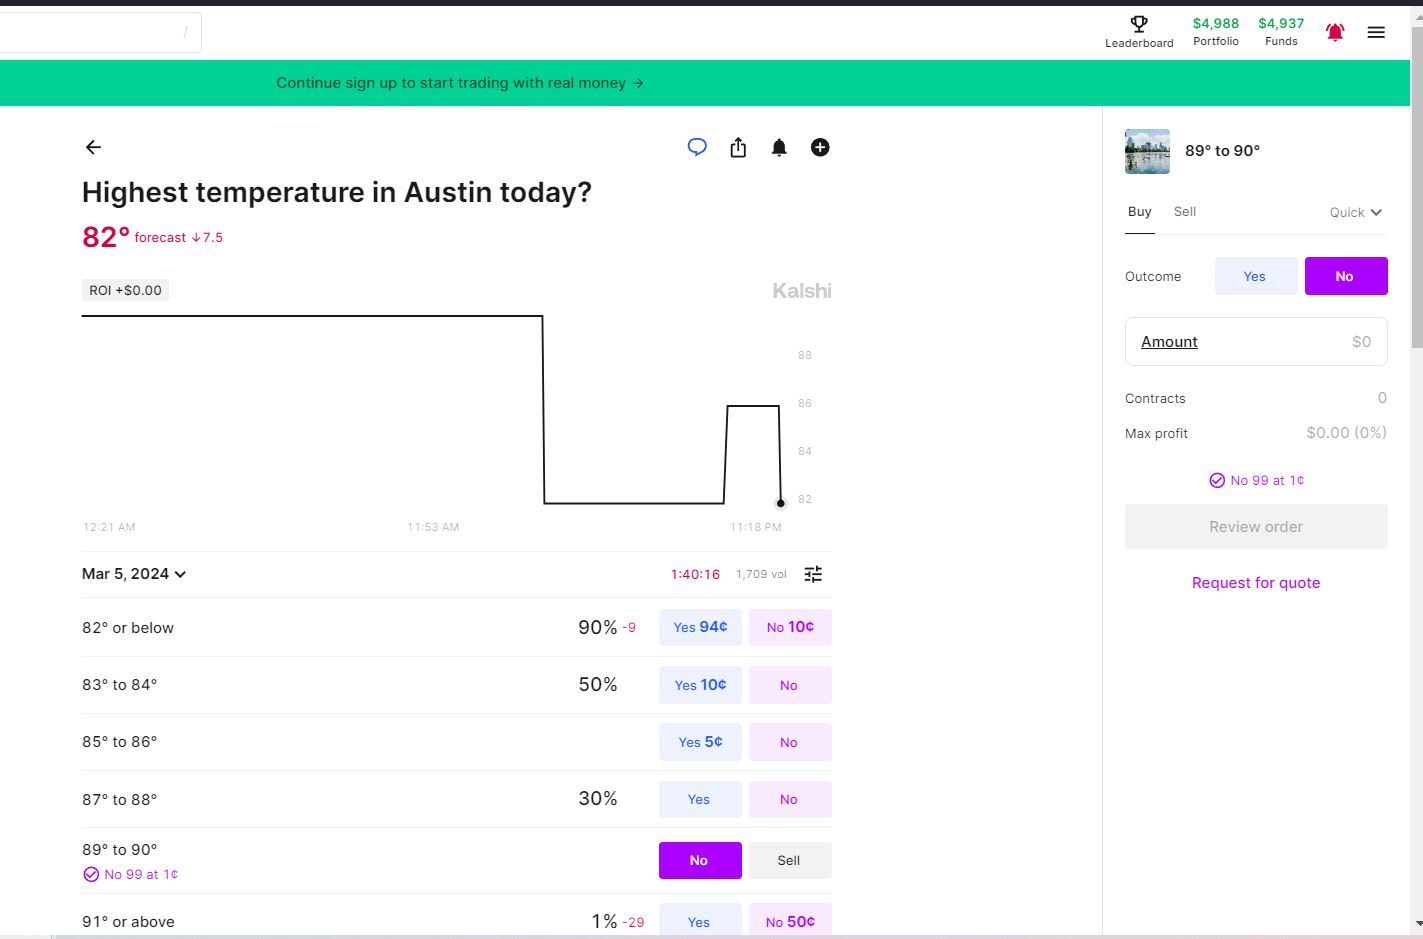 /
Leaderboard
$4,988
Portfolio
$4,937
Funds
Continue sign up to start trading with real money →
Highest temperature in Austin today?
82° forecast ↓7.5
ROI +$0.00
Kalshi
88
86
84
82
12:21 AM 11:53 AM 11:18 PM
Mar 5, 2024 1:40:16 1,709 vol
82° or below 90% -9 Yes 94¢ No 10¢
83° to 84° 50% Yes 10¢ No
85° to 86° Yes 5¢ No
87° to 88° 30% Yes No
89° to 90° No Sell
No 99 at 1¢
91° or above 1% -29 Yes No 50¢
89° to 90°
Buy Sell Quick
Outcome Yes No
Amount $0
Contracts 0
Max profit $0.00 (0%)
No 99 at 1¢
Review order
Request for quote